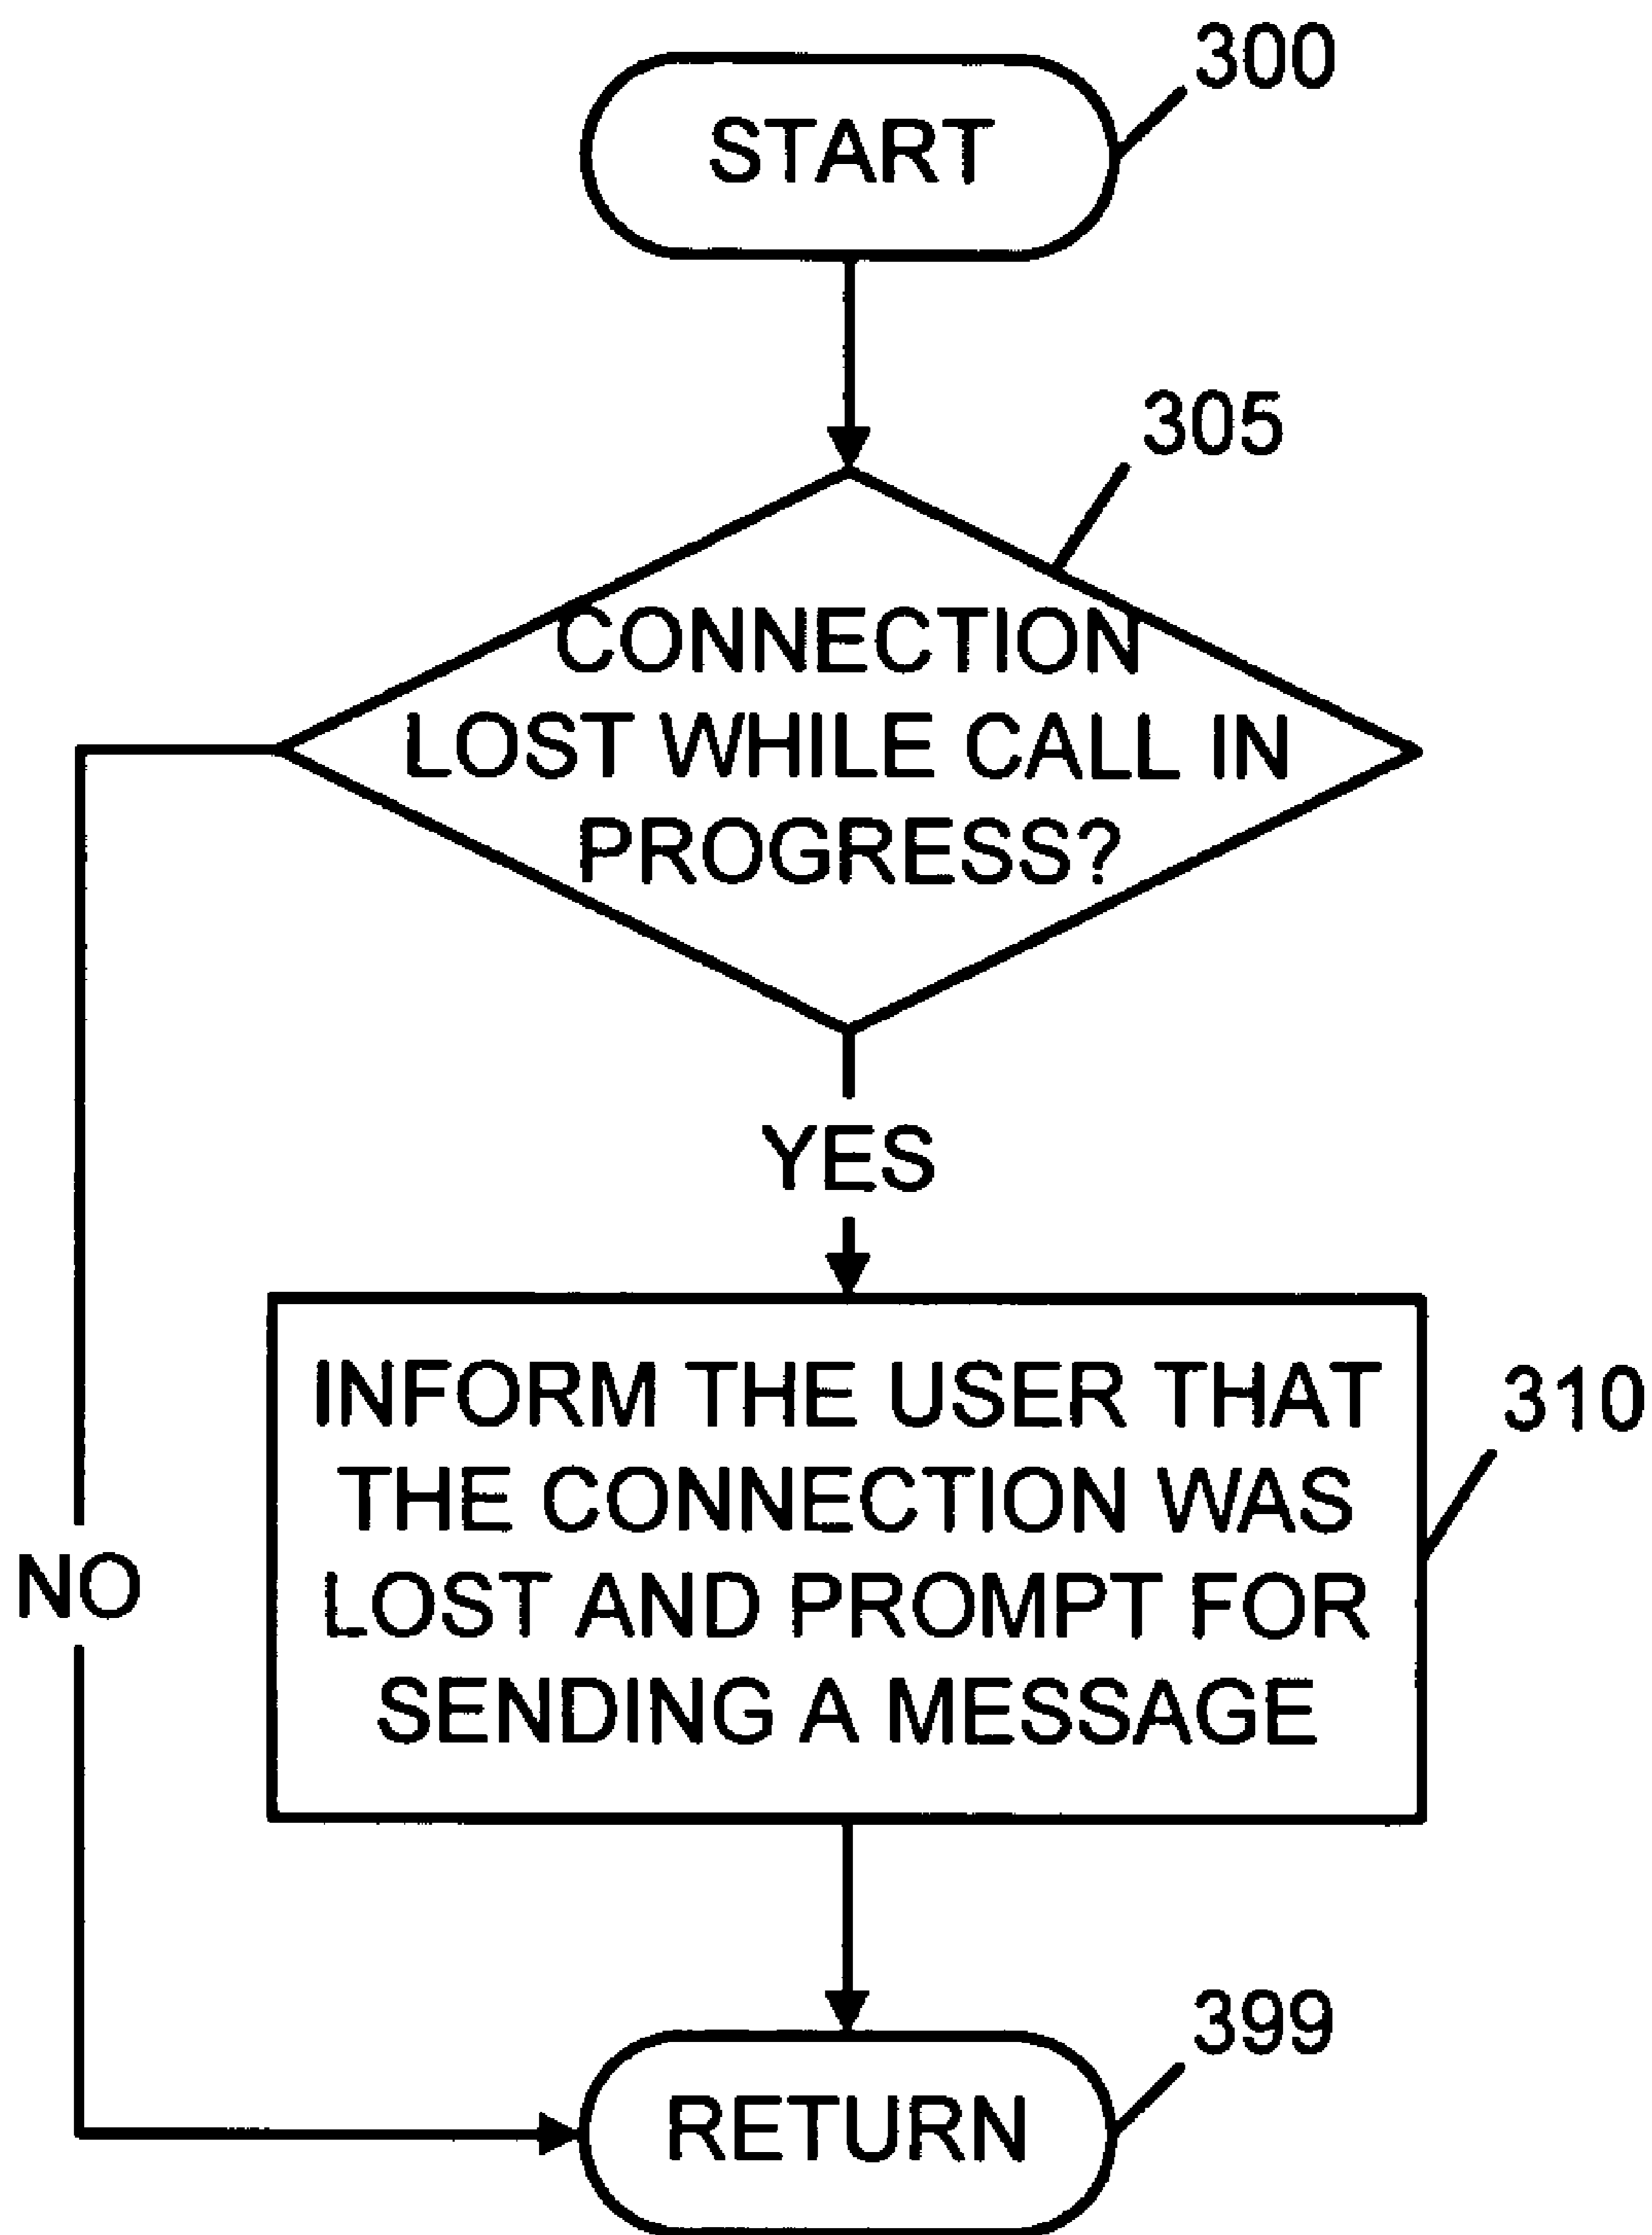 300
START
305
CONNECTION
LOST WHILE CALL IN
PROGRESS?
YES
INFORM THE USER THAT
THE CONNECTION WAS
LOST AND PROMPT FOR
SENDING A MESSAGE
310
NO
399
RETURN